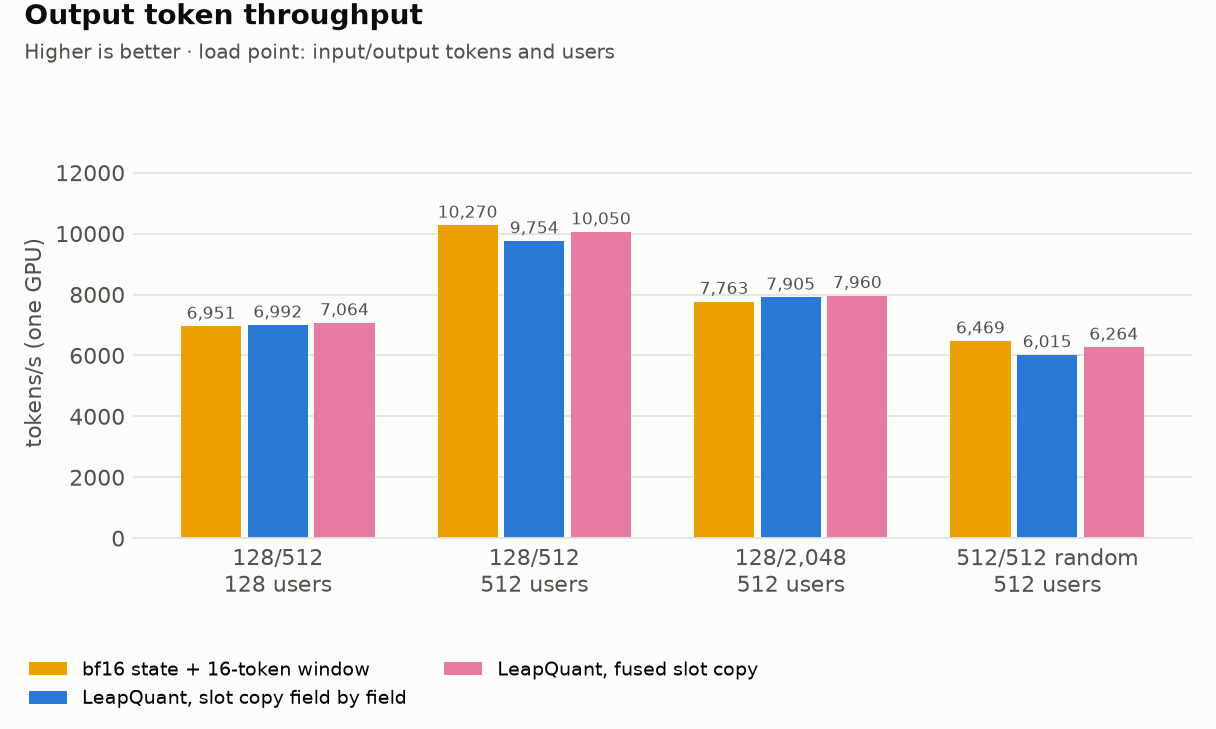 Output token throughput
Higher is better · load point: input/output tokens and users
tokens/s (one GPU)
12000
10000
8000
6000
4000
2000
0
6,951
6,992
7,064
10,270
9,754
10,050
7,763
7,905
7,960
6,469
6,015
6,264
128/512
128 users
128/512
512 users
128/2,048
512 users
512/512 random
512 users
bf16 state + 16-token window
LeapQuant, slot copy field by field
LeapQuant, fused slot copy